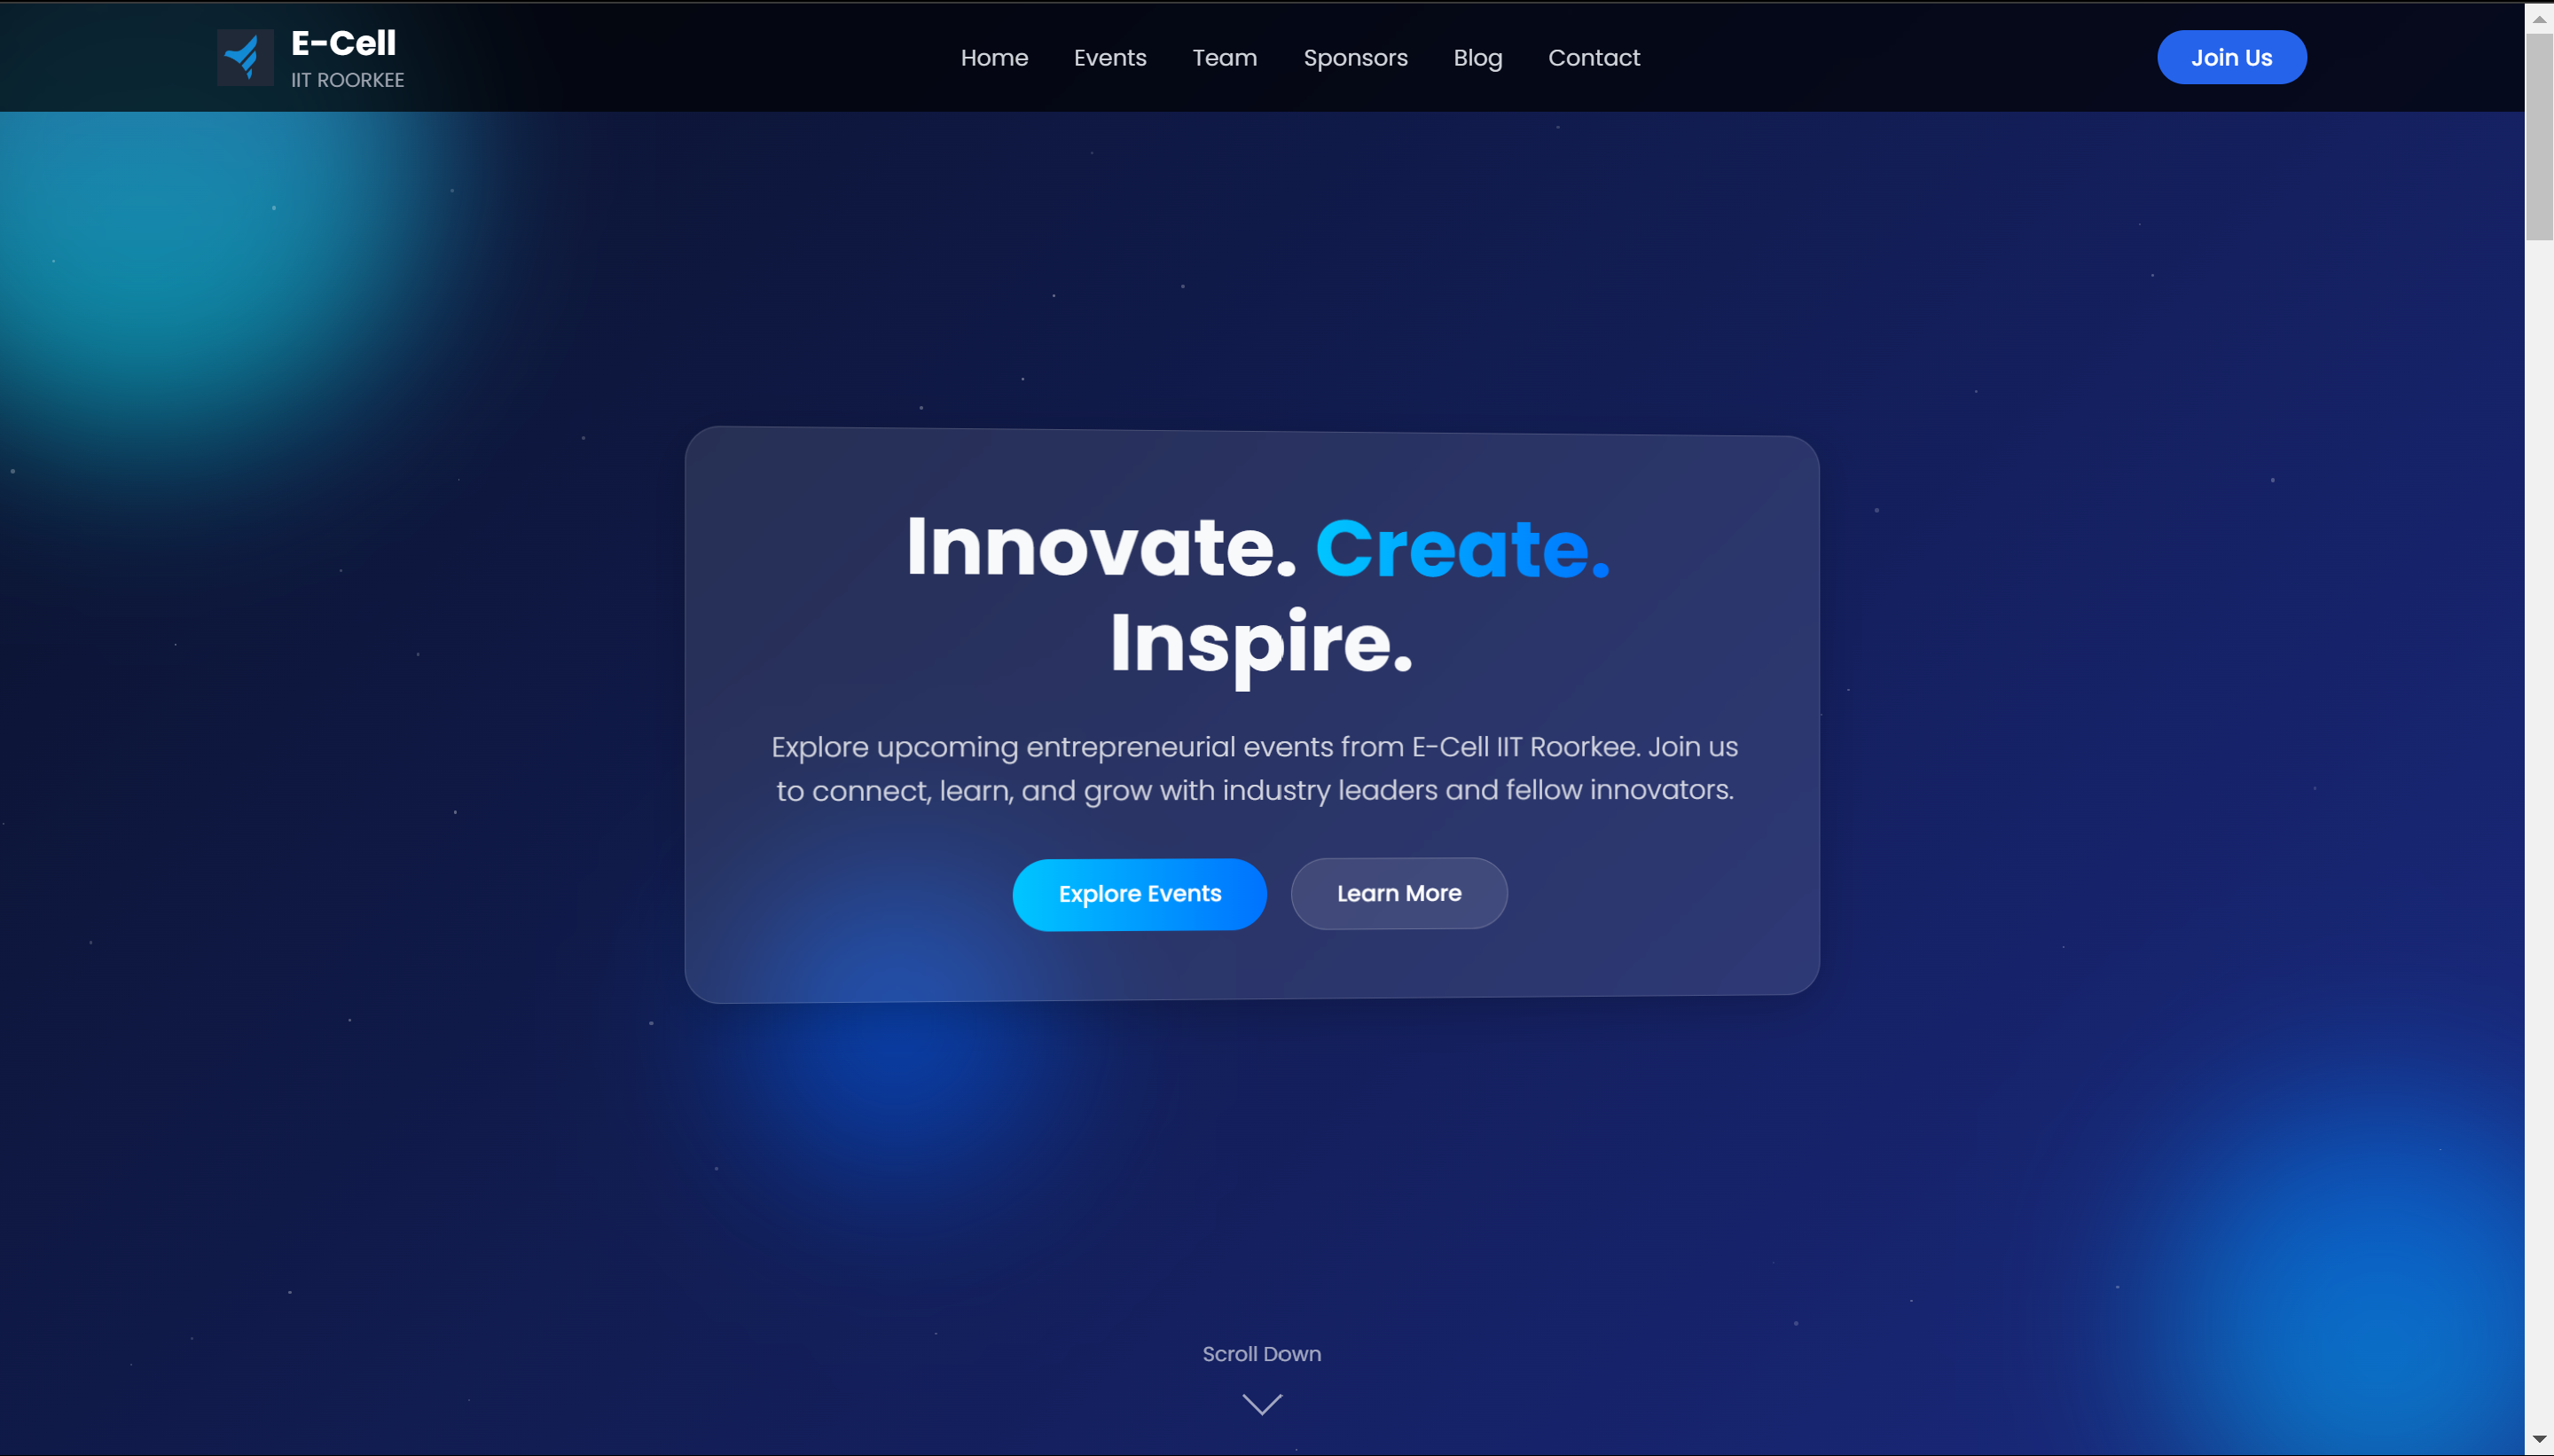 E-Cell
IIT ROORKEE
Home
Events
Team
Sponsors
Blog
Contact
Join Us
Innovate. Create.
Inspire.
Explore upcoming entrepreneurial events from E-Cell IIT Roorkee. Join us
to connect, learn, and grow with industry leaders and fellow innovators.
Explore Events
Learn More
Scroll Down